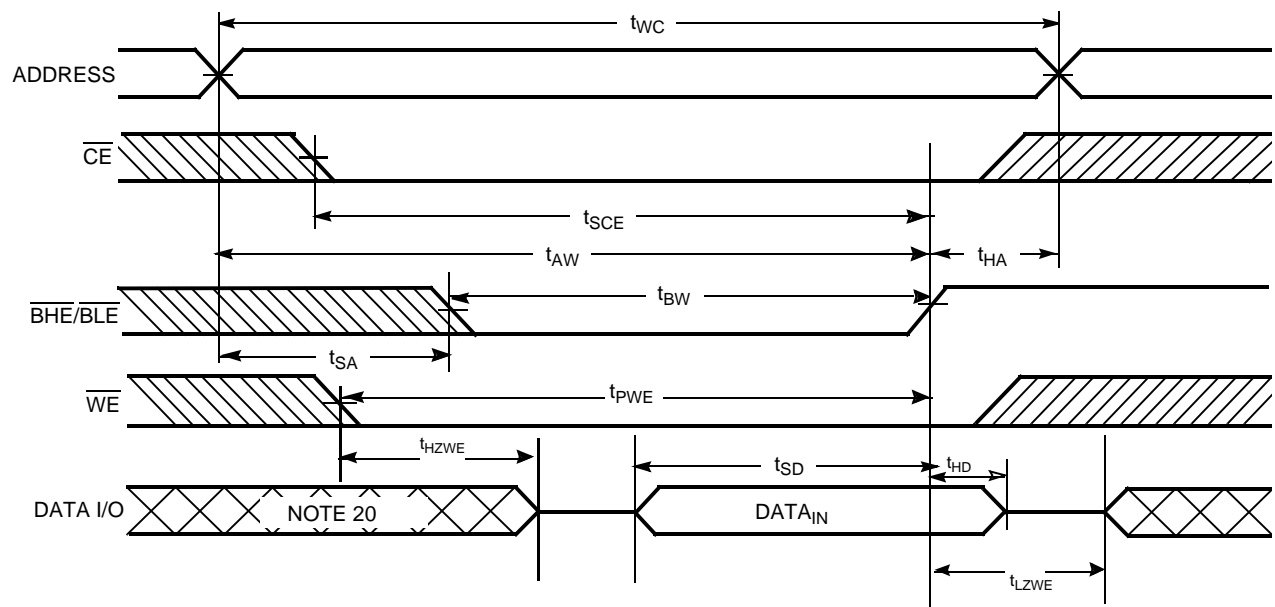 tWC
ADDRESS
CE
tSCE
tAW
tHA
BHE/BLE
tBW
tSA
WE
tPWE
tHZWE
tSD
tHD
DATA I/O
NOTE 20
DATAIN
tLZWE